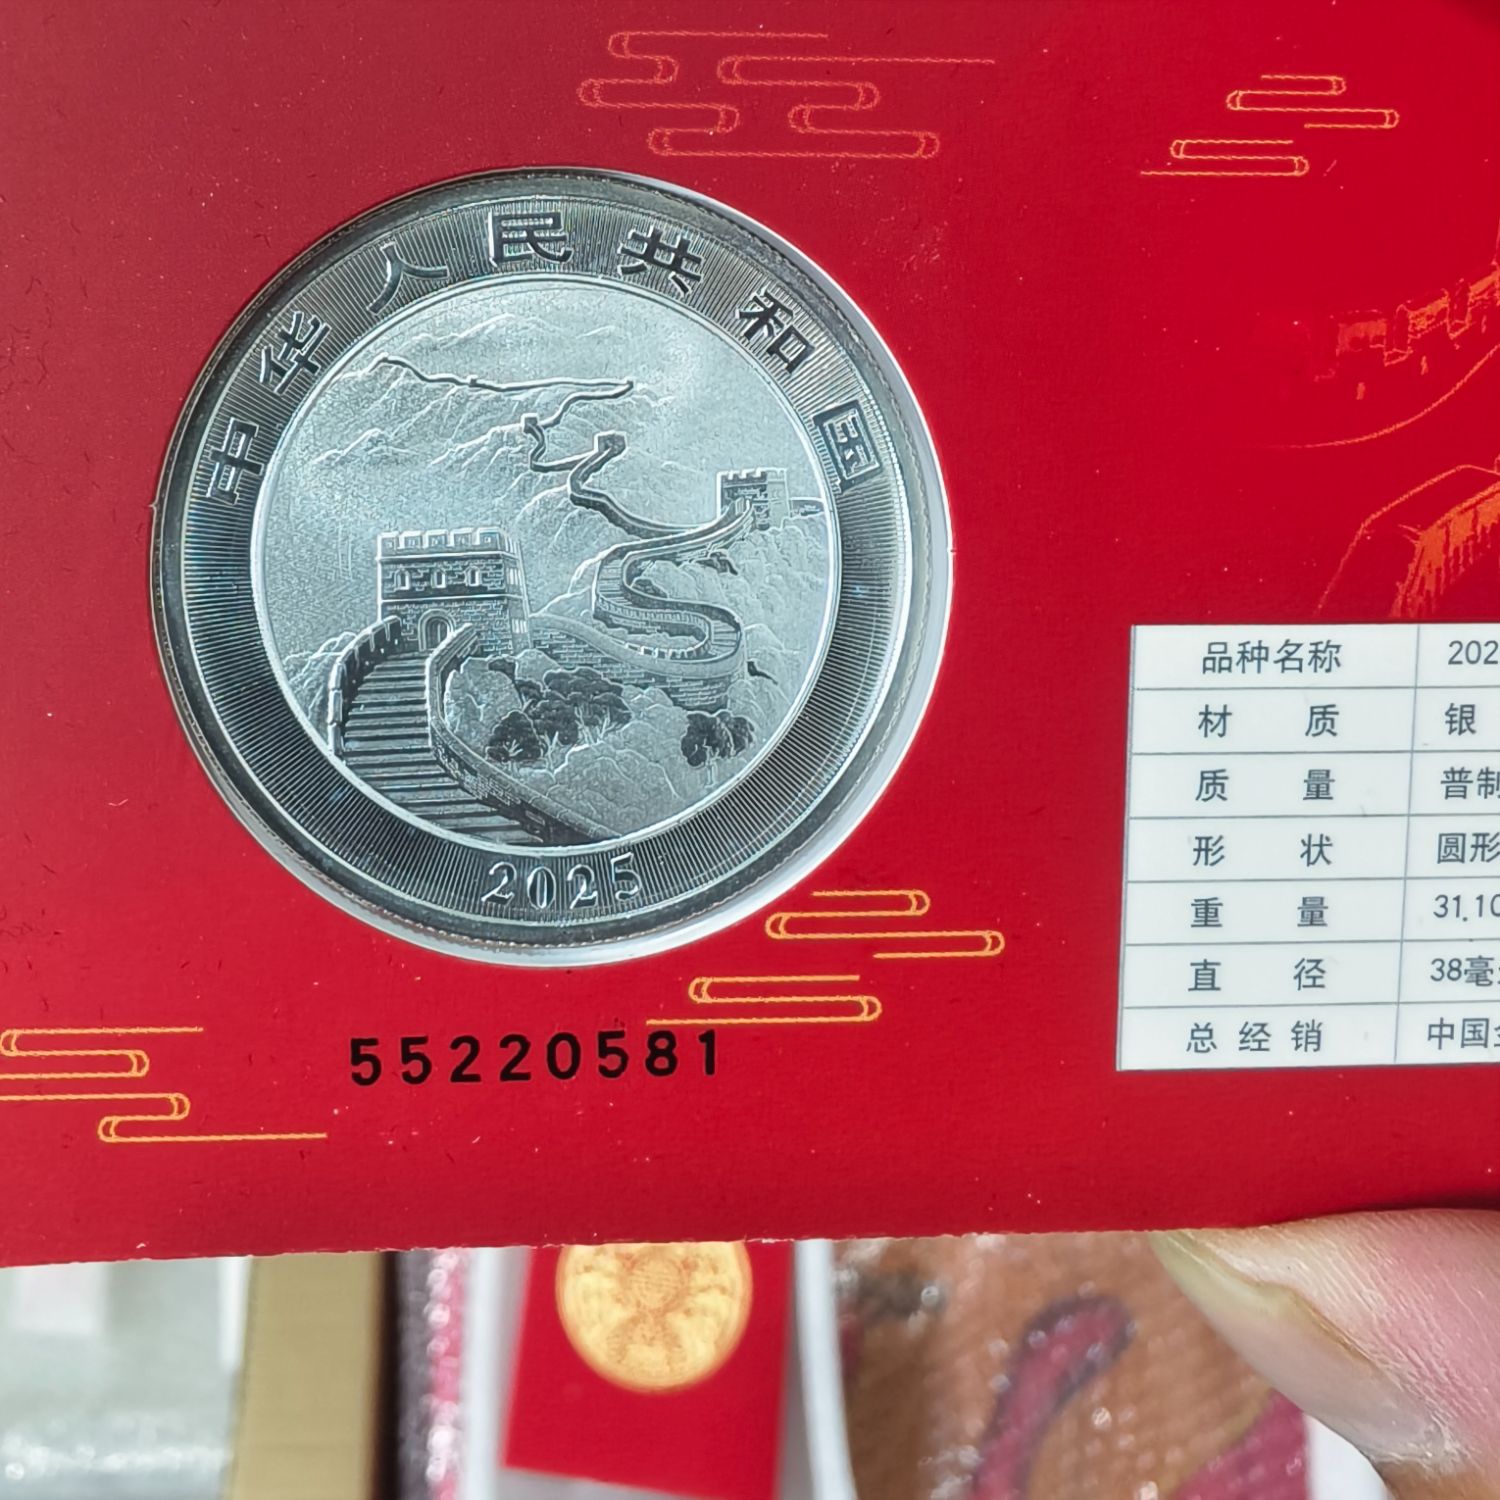 中华人民共和国
2025
55220581
品种名称 202
材质 银
质量 普制
形状 圆形
重量 31.10
直径 38毫
总经销 中国